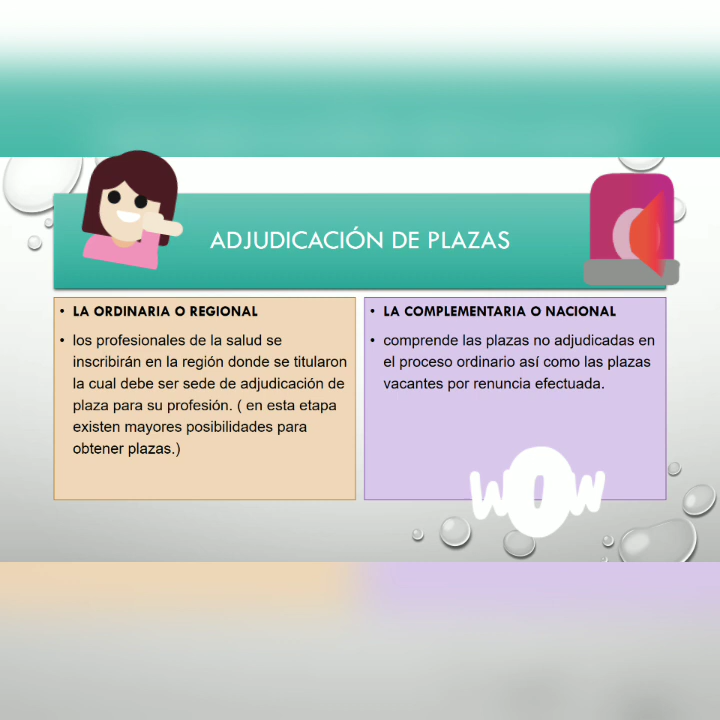 ADJUDICACIÓN DE PLAZAS
• LA ORDINARIA O REGIONAL
• los profesionales de la salud se
inscribirán en la región donde se titularon
la cual debe ser sede de adjudicación de
plaza para su profesión. ( en esta etapa
existen mayores posibilidades para
obtener plazas.)
• LA COMPLEMENTARIA O NACIONAL
• comprende las plazas no adjudicadas en
el proceso ordinario así como las plazas
vacantes por renuncia efectuada.
WOW